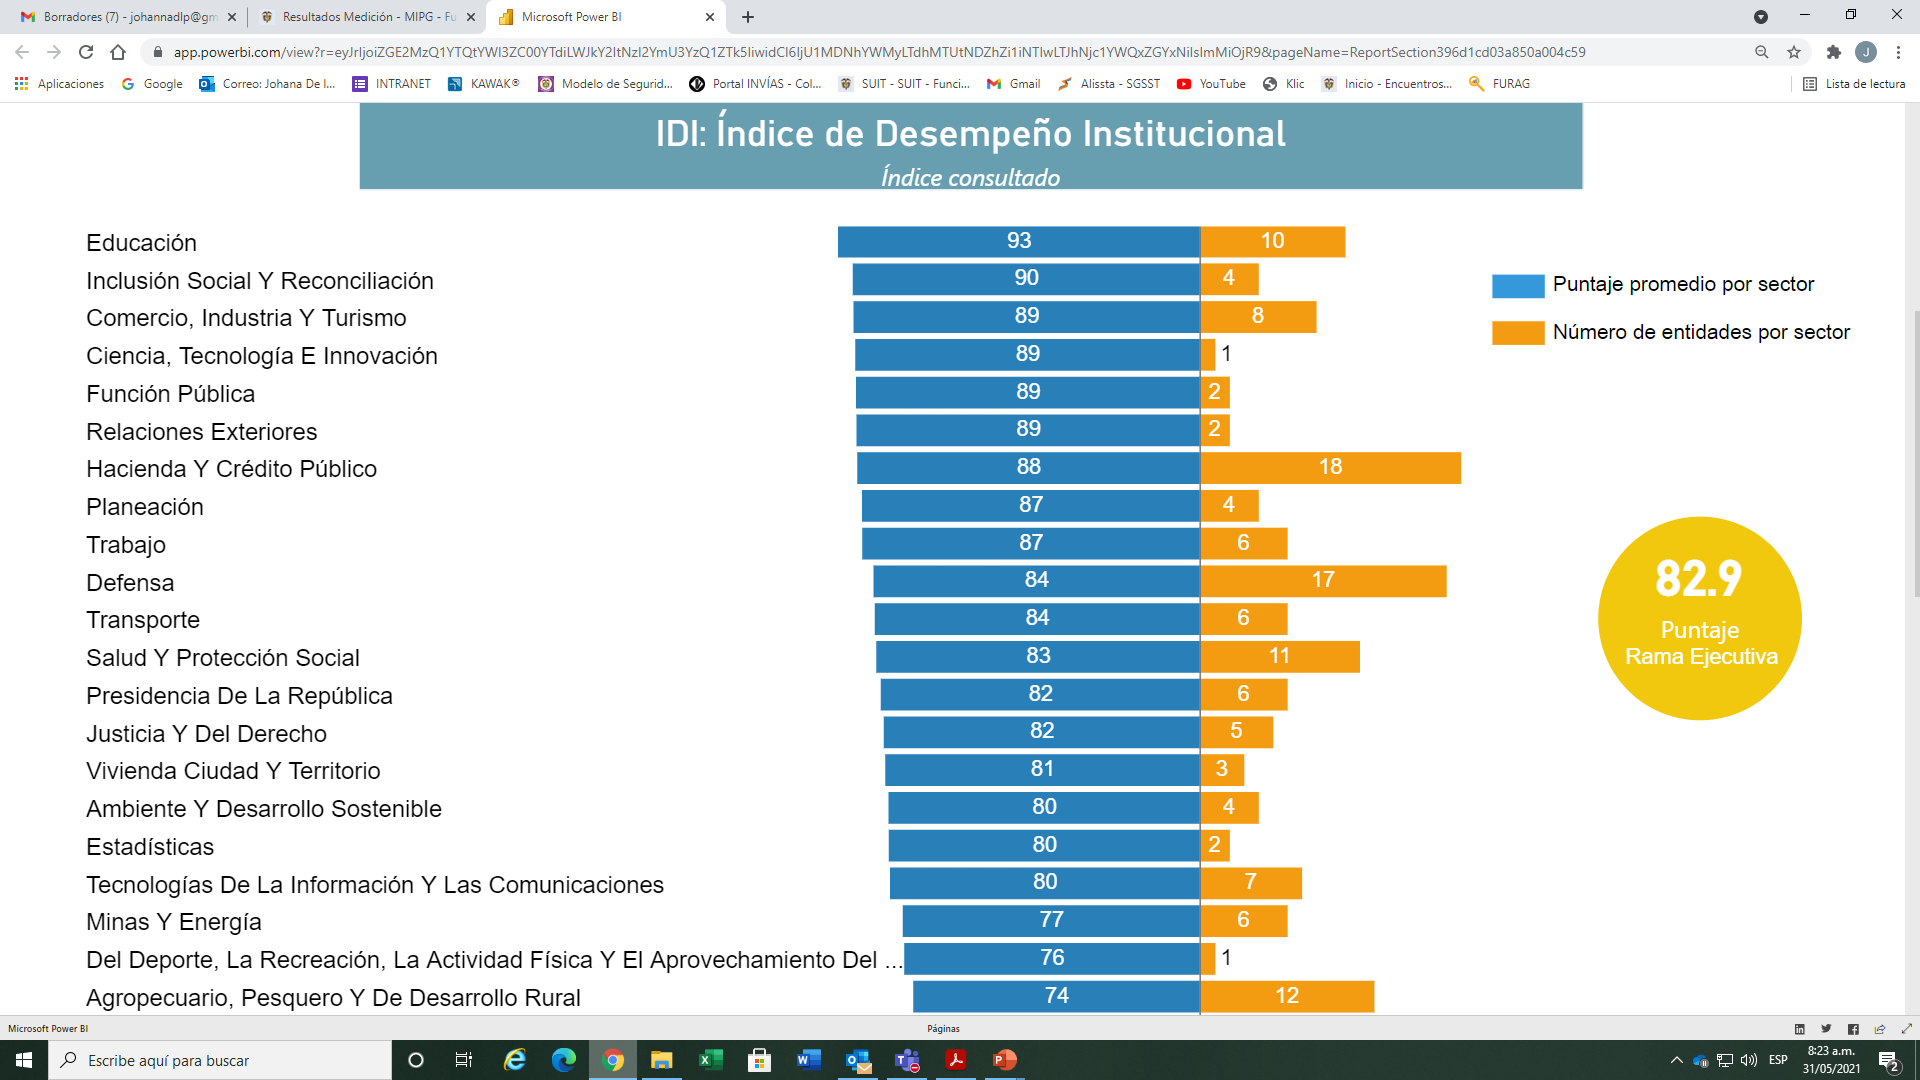 Borradores (7) - johannadlp@gm
Resultados Medición - MIPG - Fu
Microsoft Power BI
Aplicaciones
Google
Correo: Johana De l...
INTRANET
KAWAK®
Modelo de Segurid...
Portal INVÍAS - Col...
SUIT - SUIT - Funci...
Gmail
Alissta - SGSST
YouTube
Klic
Inicio - Encuentros...
FURAG
Lista de lectura
IDI: Índice de Desempeño Institucional
Índice consultado
Educación 93 10
Inclusión Social Y Reconciliación 90 4
Comercio, Industria Y Turismo 89 8
Ciencia, Tecnología E Innovación 89 1
Función Pública 89 2
Relaciones Exteriores 89 2
Hacienda Y Crédito Público 88 18
Planeación 87 4
Trabajo 87 6
Defensa 84 17
Transporte 84 6
Salud Y Protección Social 83 11
Presidencia De La República 82 6
Justicia Y Del Derecho 82 5
Vivienda Ciudad Y Territorio 81 3
Ambiente Y Desarrollo Sostenible 80 4
Estadísticas 80 2
Tecnologías De La Información Y Las Comunicaciones 80 7
Minas Y Energía 77 6
Del Deporte, La Recreación, La Actividad Física Y El Aprovechamiento Del ... 76 1
Agropecuario, Pesquero Y De Desarrollo Rural 74 12
Puntaje promedio por sector
Número de entidades por sector
82.9
Puntaje
Rama Ejecutiva
Microsoft Power BI
Páginas
Escribe aquí para buscar
ESP
8:23 a.m.
31/05/2021
2